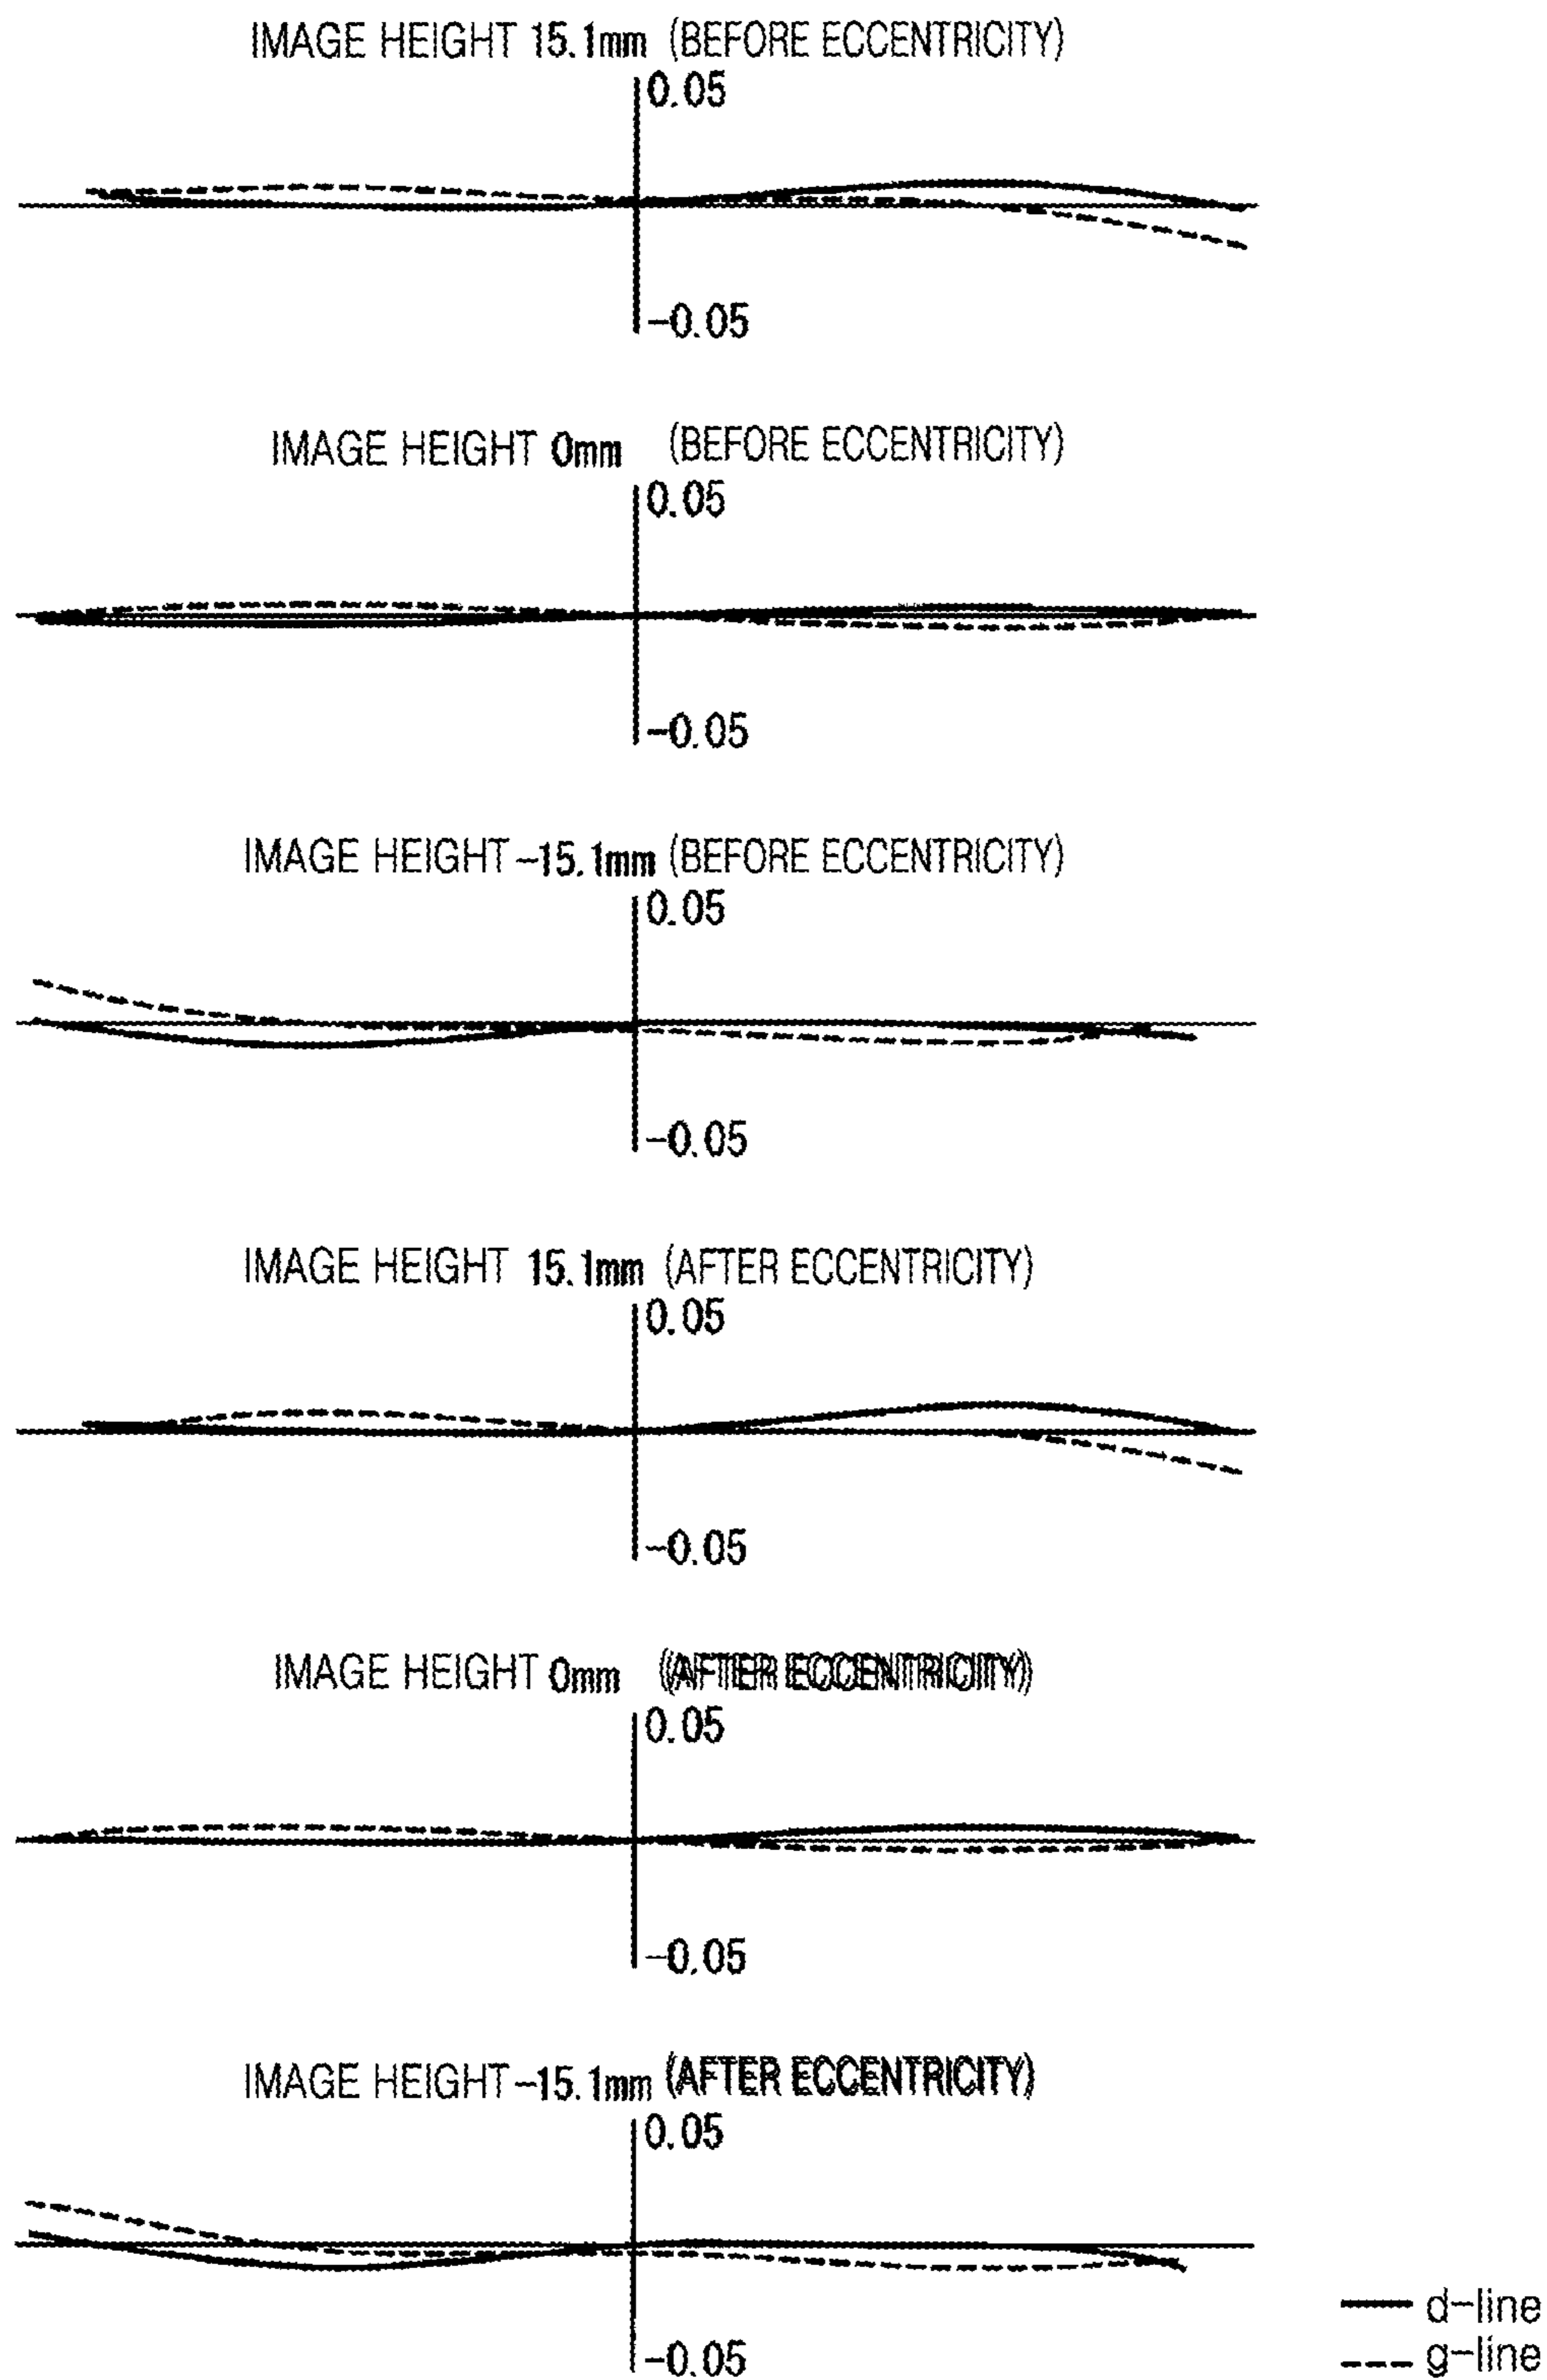 IMAGE HEIGHT 15.1mm (BEFORE ECCENTRICITY)
0.05
-0.05
IMAGE HEIGHT 0mm (BEFORE ECCENTRICITY)
0.05
-0.05
IMAGE HEIGHT -15.1mm (BEFORE ECCENTRICITY)
0.05
-0.05
IMAGE HEIGHT 15.1mm (AFTER ECCENTRICITY)
0.05
-0.05
IMAGE HEIGHT 0mm (AFTER ECCENTRICITY)
0.05
-0.05
IMAGE HEIGHT -15.1mm (AFTER ECCENTRICITY)
0.05
-0.05
d-line
g-line